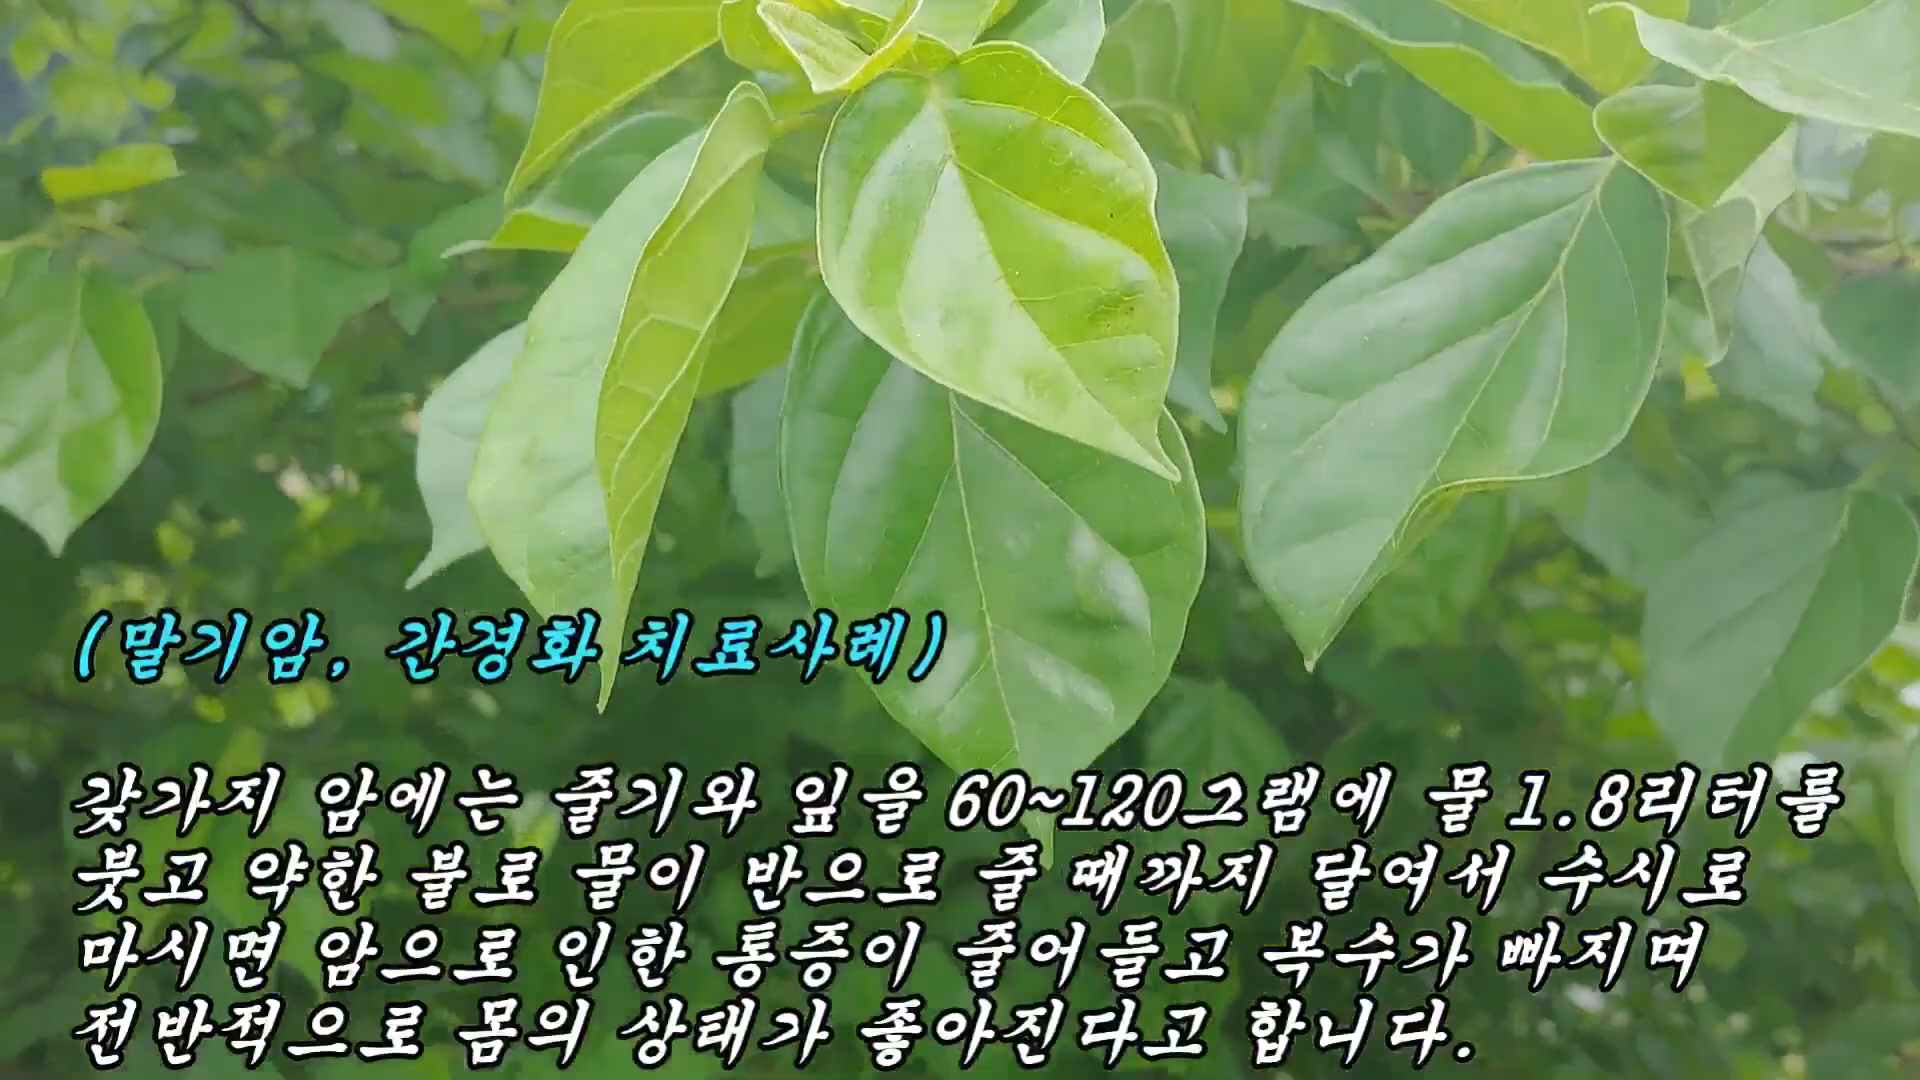 (말기암, 간경화 치료사례)
갖가지 암에는 줄기와 잎을 60~120그램에 물 1.8리터를
붓고 약한 불로 물이 반으로 줄 때까지 달여서 수시로
마시면 암으로 인한 통증이 줄어들고 복수가 빠지며
전반적으로 몸의 상태가 좋아진다고 합니다.